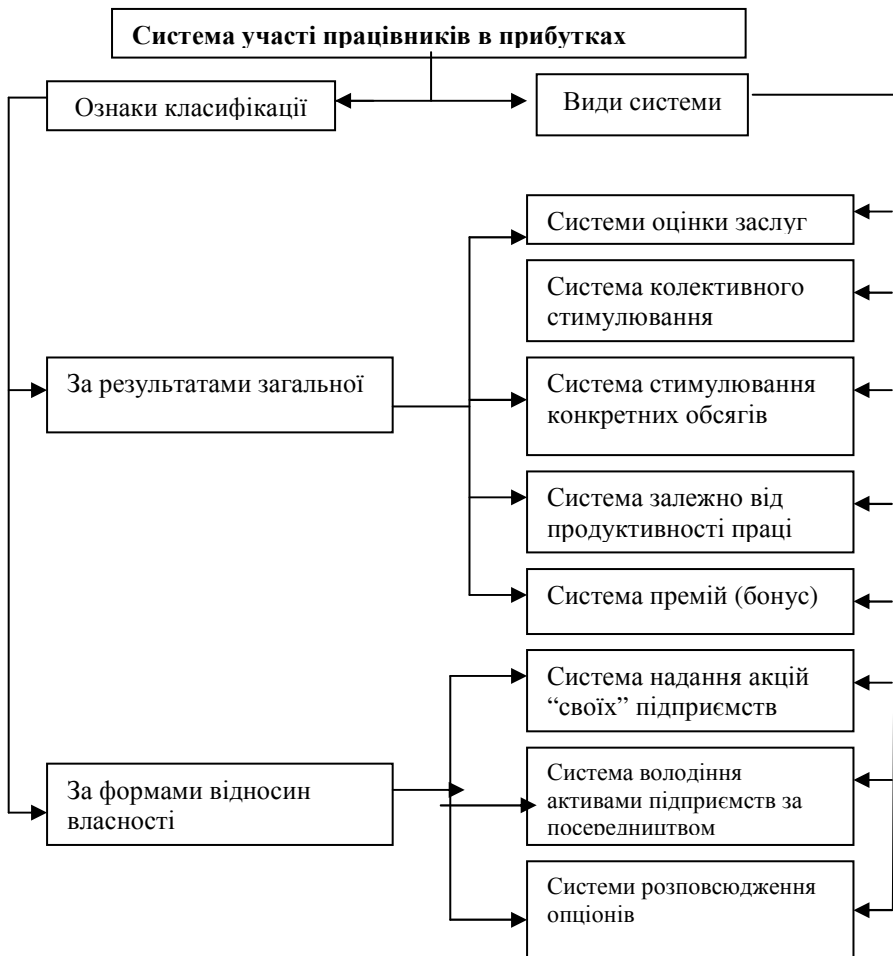 Система участі працівників в прибутках
Ознаки класифікації
Види системи
Системи оцінки заслуг
Система колективного
стимулювання
За результатами загальної
Система стимулювання
конкретних обсягів
Система залежно від
продуктивності праці
Система премій (бонус)
Система надання акцій
“своїх” підприємств
За формами відносин
власності
Система володіння
активами підприємств за
посередництвом
Системи розповсюдження
опціонів